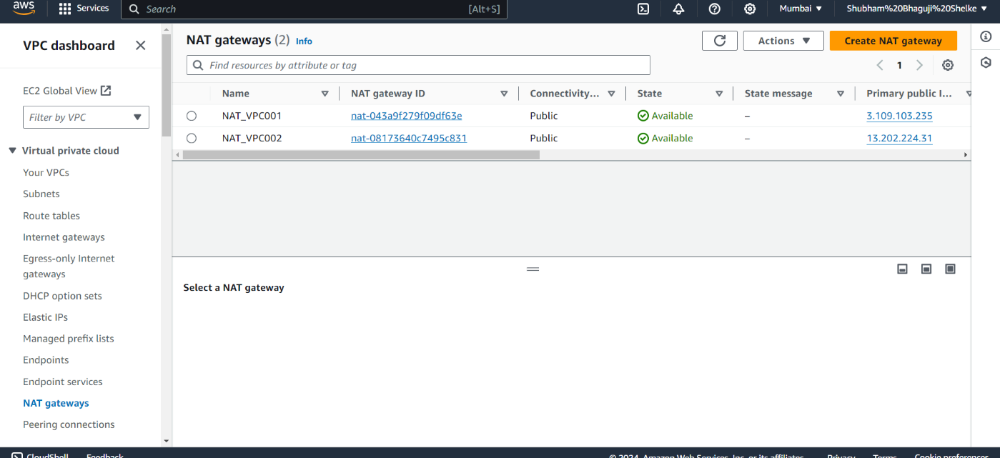 aws Services Search [Alt+S] Mumbai Shubham%20Bhaguji%20Shelke
VPC dashboard
EC2 Global View
Filter by VPC
Virtual private cloud
Your VPCs
Subnets
Route tables
Internet gateways
Egress-only Internet
gateways
DHCP option sets
Elastic IPs
Managed prefix lists
Endpoints
Endpoint services
NAT gateways
Peering connections
NAT gateways (2) Info
Actions
Create NAT gateway
Find resources by attribute or tag
1
Name NAT gateway ID Connectivity... State State message Primary public I...
NAT_VPC001 nat-043a9f279f09df63e Public Available – 3.109.103.235
NAT_VPC002 nat-08173640c7495c831 Public Available – 13.202.224.31
Select a NAT gateway
CloudShell Feedback © 2024, Amazon Web Services, Inc. or its affiliates. Privacy Terms Cookie preferences